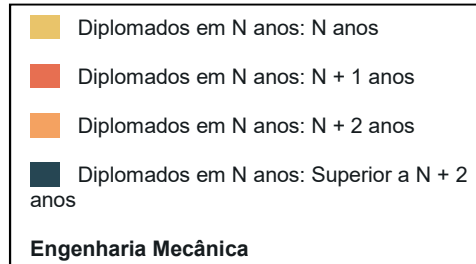 Diplomados em N anos: N anos
Diplomados em N anos: N + 1 anos
Diplomados em N anos: N + 2 anos
Diplomados em N anos: Superior a N + 2
anos
Engenharia Mecânica